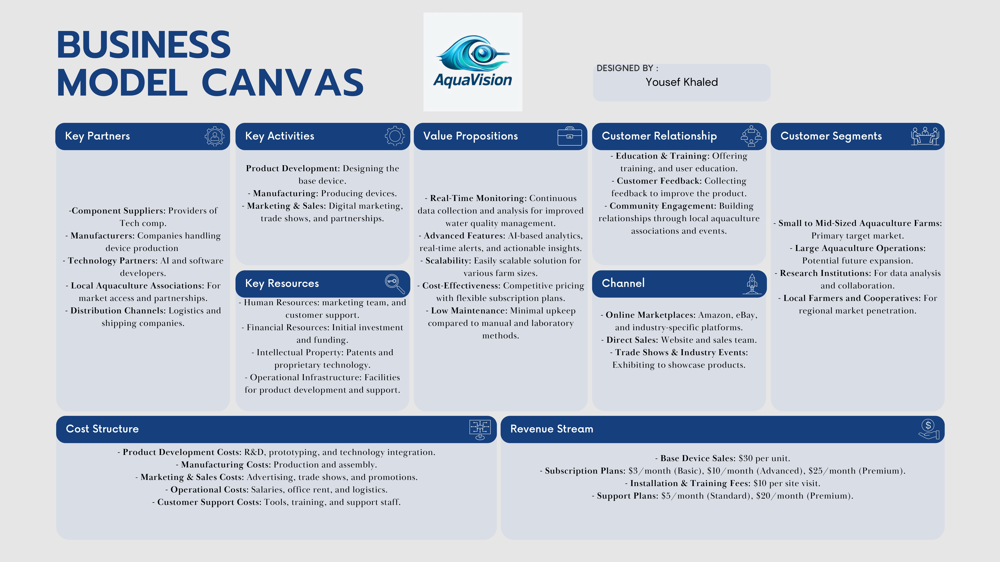 BUSINESS
MODEL CANVAS
AquaVision
DESIGNED BY :
Yousef Khaled
Key Partners
-Component Suppliers: Providers of
Tech comp.
- Manufacturers: Companies handling
device production
- Technology Partners: AI and software
developers.
- Local Aquaculture Associations: For
market access and partnerships.
- Distribution Channels: Logistics and
shipping companies.
Key Activities
Product Development: Designing the
base device.
- Manufacturing: Producing devices.
- Marketing & Sales: Digital marketing,
trade shows, and partnerships.
Key Resources
- Human Resources: marketing team, and
customer support.
- Financial Resources: Initial investment
and funding.
- Intellectual Property: Patents and
proprietary technology.
- Operational Infrastructure: Facilities
for product development and support.
Value Propositions
- Real-Time Monitoring: Continuous
data collection and analysis for improved
water quality management.
- Advanced Features: AI-based analytics,
real-time alerts, and actionable insights.
- Scalability: Easily scalable solution for
various farm sizes.
- Cost-Effectiveness: Competitive pricing
with flexible subscription plans.
- Low Maintenance: Minimal upkeep
compared to manual and laboratory
methods.
Customer Relationship
- Education & Training: Offering
training, and user education.
- Customer Feedback: Collecting
feedback to improve the product.
- Community Engagement: Building
relationships through local aquaculture
associations and events.
Channel
- Online Marketplaces: Amazon, eBay,
and industry-specific platforms.
- Direct Sales: Website and sales team.
- Trade Shows & Industry Events:
Exhibiting to showcase products.
Customer Segments
- Small to Mid-Sized Aquaculture Farms:
Primary target market.
- Large Aquaculture Operations:
Potential future expansion.
- Research Institutions: For data analysis
and collaboration.
- Local Farmers and Cooperatives: For
regional market penetration.
Cost Structure
- Product Development Costs: R&D, prototyping, and technology integration.
- Manufacturing Costs: Production and assembly.
- Marketing & Sales Costs: Advertising, trade shows, and promotions.
- Operational Costs: Salaries, office rent, and logistics.
- Customer Support Costs: Tools, training, and support staff.
Revenue Stream
$
- Base Device Sales: $30 per unit.
- Subscription Plans: $3/month (Basic), $10/month (Advanced), $25/month (Premium).
- Installation & Training Fees: $10 per site visit.
- Support Plans: $5/month (Standard), $20/month (Premium).